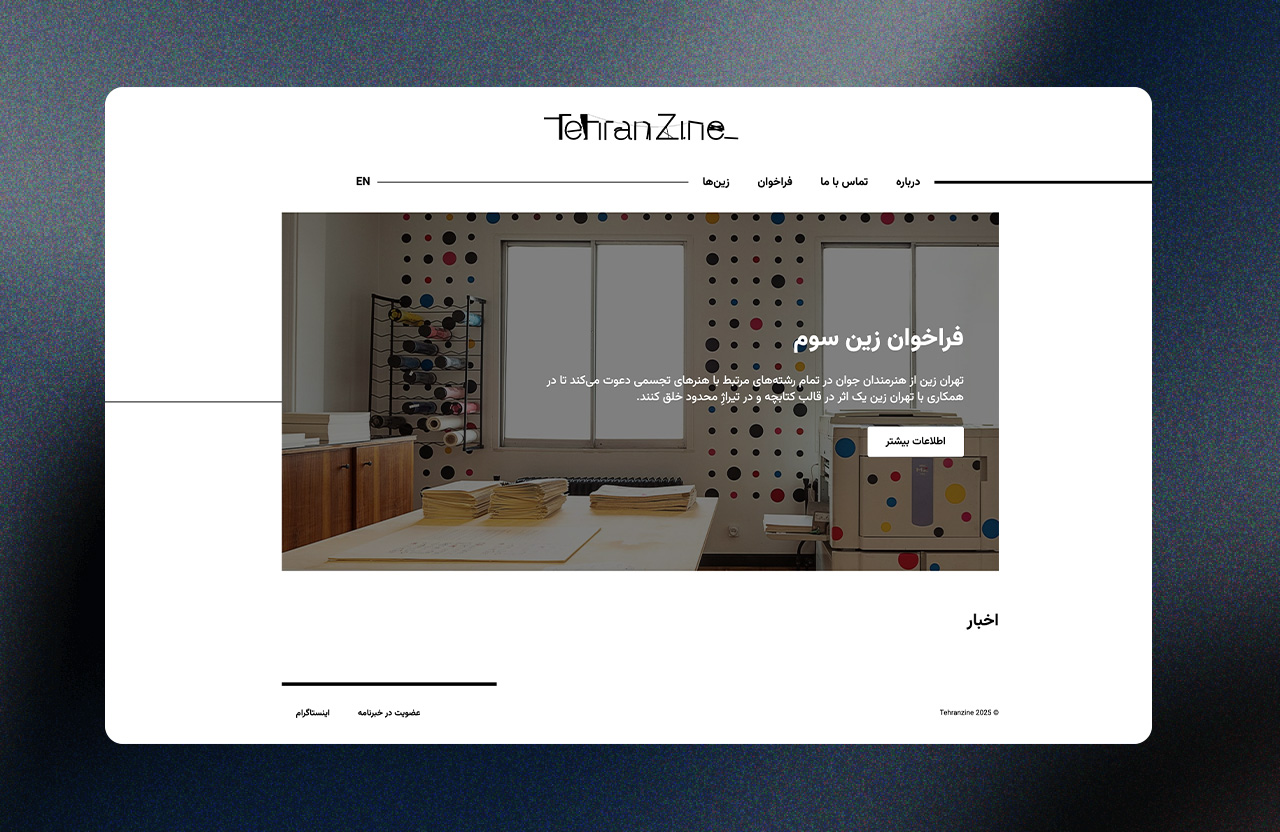 TehranZine
درباره
تماس با ما
فراخوان
زین‌ها
EN
فراخوان زین سوم
تهران زین از هنرمندان جوان در تمام رشته‌های مرتبط با هنرهای تجسمی دعوت می‌کند تا در
همکاری با تهران زین یک اثر در قالب کتابچه و در تیراژ محدود خلق کنند.
اطلاعات بیشتر
اخبار
© Tehranzine 2025
عضویت در خبرنامه
اینستاگرام